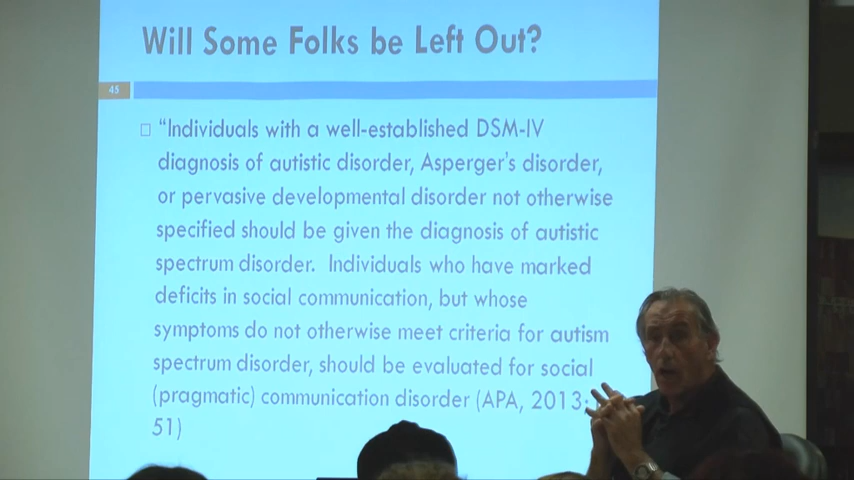 Will Some Folks be Left Out?
45
□ “Individuals with a well-established DSM-IV
diagnosis of autistic disorder, Asperger's disorder,
or pervasive developmental disorder not otherwise
specified should be given the diagnosis of autistic
spectrum disorder. Individuals who have marked
deficits in social communication, but whose
symptoms do not otherwise meet criteria for autism
spectrum disorder, should be evaluated for social
(pragmatic) communication disorder (APA, 2013:
51)